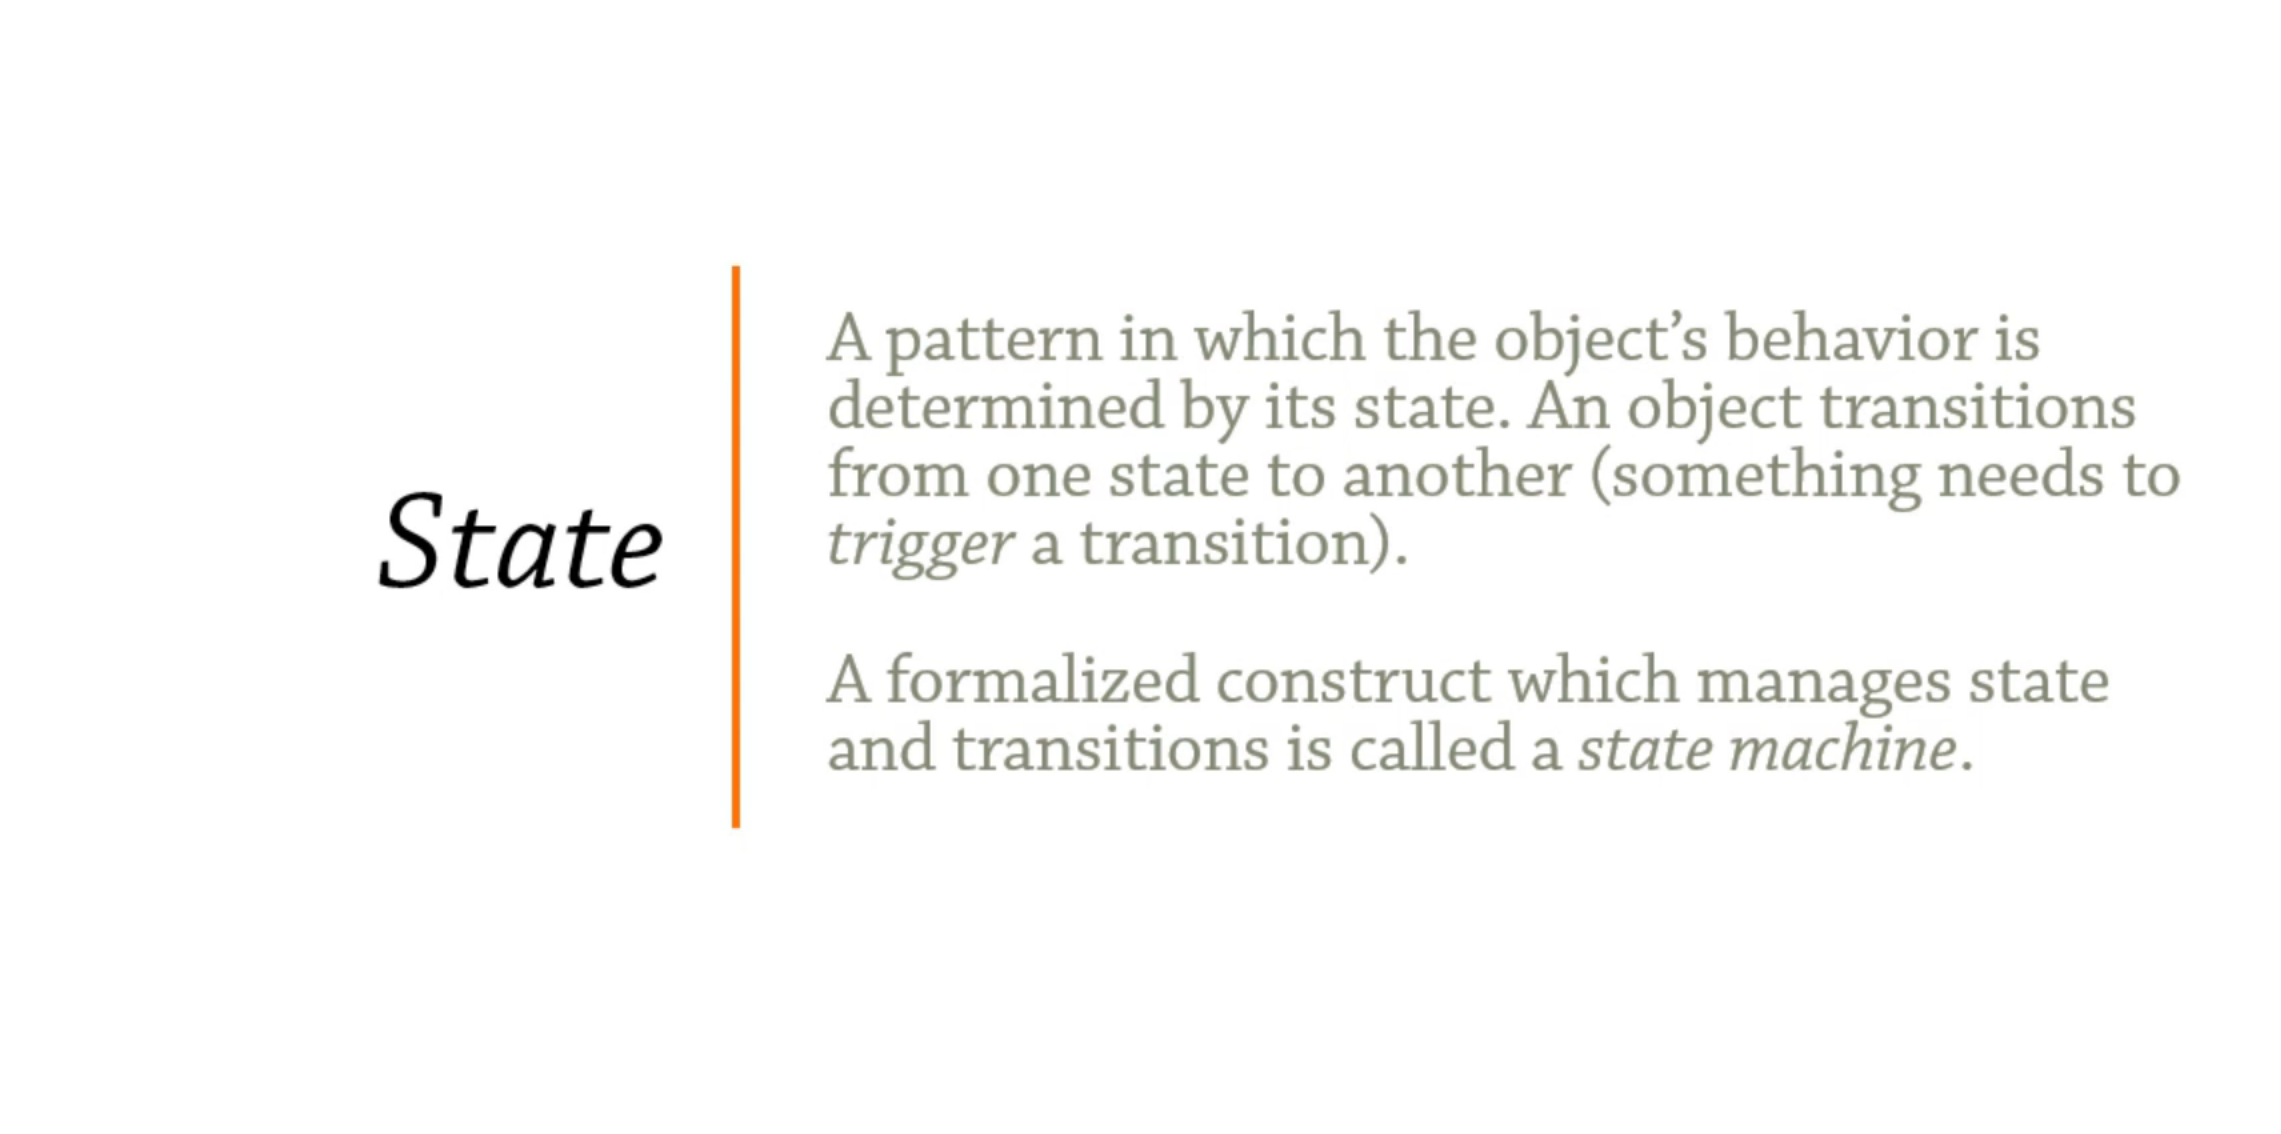 State
A pattern in which the object’s behavior is
determined by its state. An object transitions
from one state to another (something needs to
trigger a transition).
A formalized construct which manages state
and transitions is called a state machine.